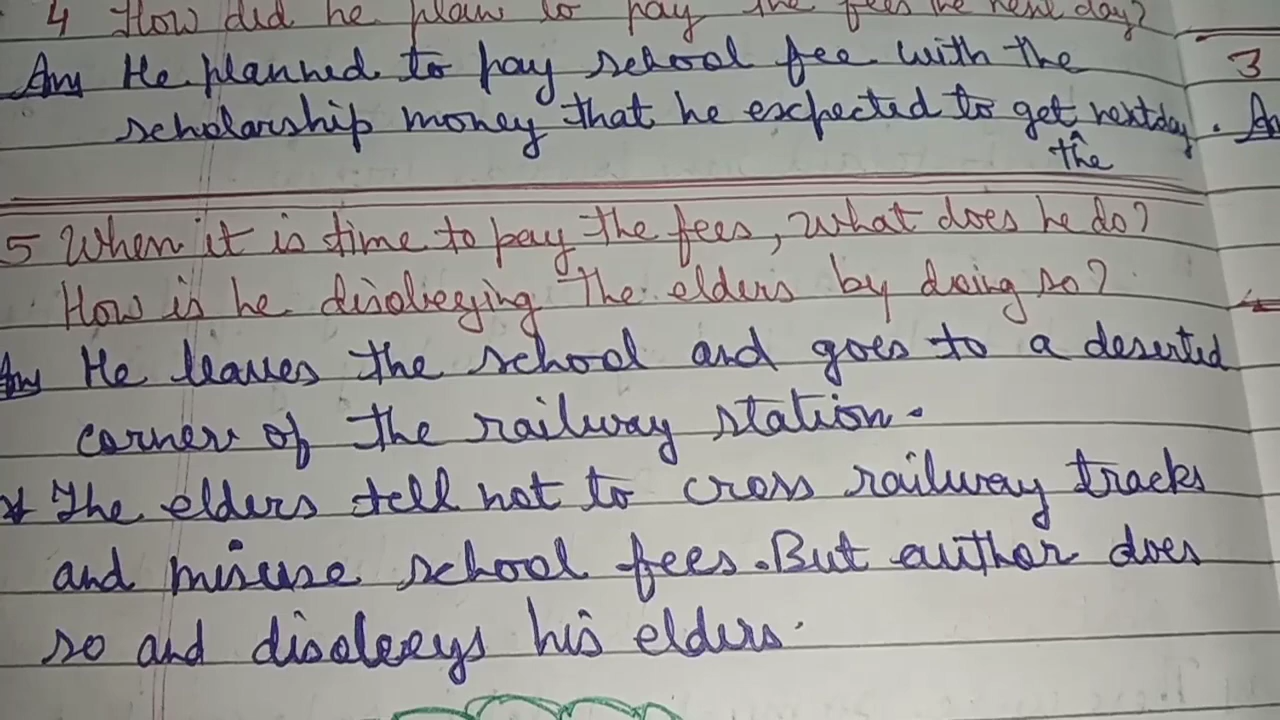 4 How did he plan to pay the fees the next day?
Ans He planned to pay school fee with the
scholarship money that he expected to get nextday.
the
5 When it is time to pay the fees, what does he do?
How is he disobeying the elders by doing so?
Ans He leaves the school and goes to a deserted
corner of the railway station.
* The elders tell not to cross railway tracks
and misuse school fees. But author does
so and disobeys his elders.
3
An